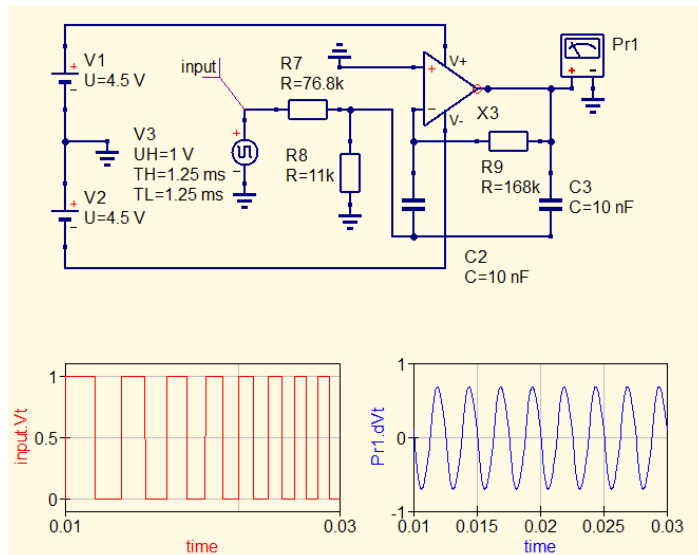 V1
U=4.5 V
input
R7
R=76.8k
V+
Pr1
V-
X3
V3
UH=1 V
TH=1.25 ms
TL=1.25 ms
R8
R=11k
R9
R=168k
V2
U=4.5 V
C3
C=10 nF
C2
C=10 nF
input.Vt
1
0.5
0
0.01
0.03
time
Pr1.dVt
1
0
-1
0.01
0.015
0.02
0.025
0.03
time